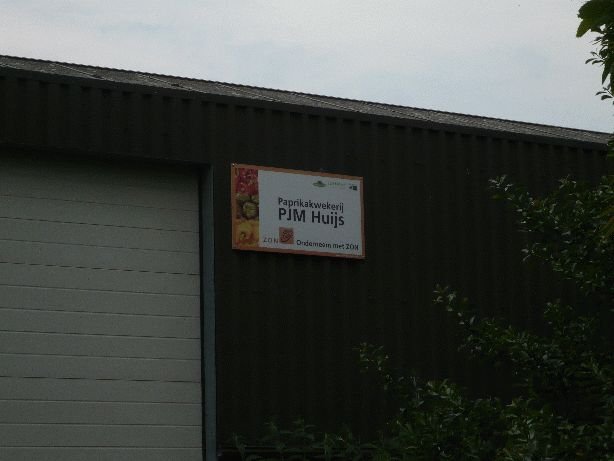 Paprikakwekerij
PJM Huijs
ZON
Ondernemen met ZON